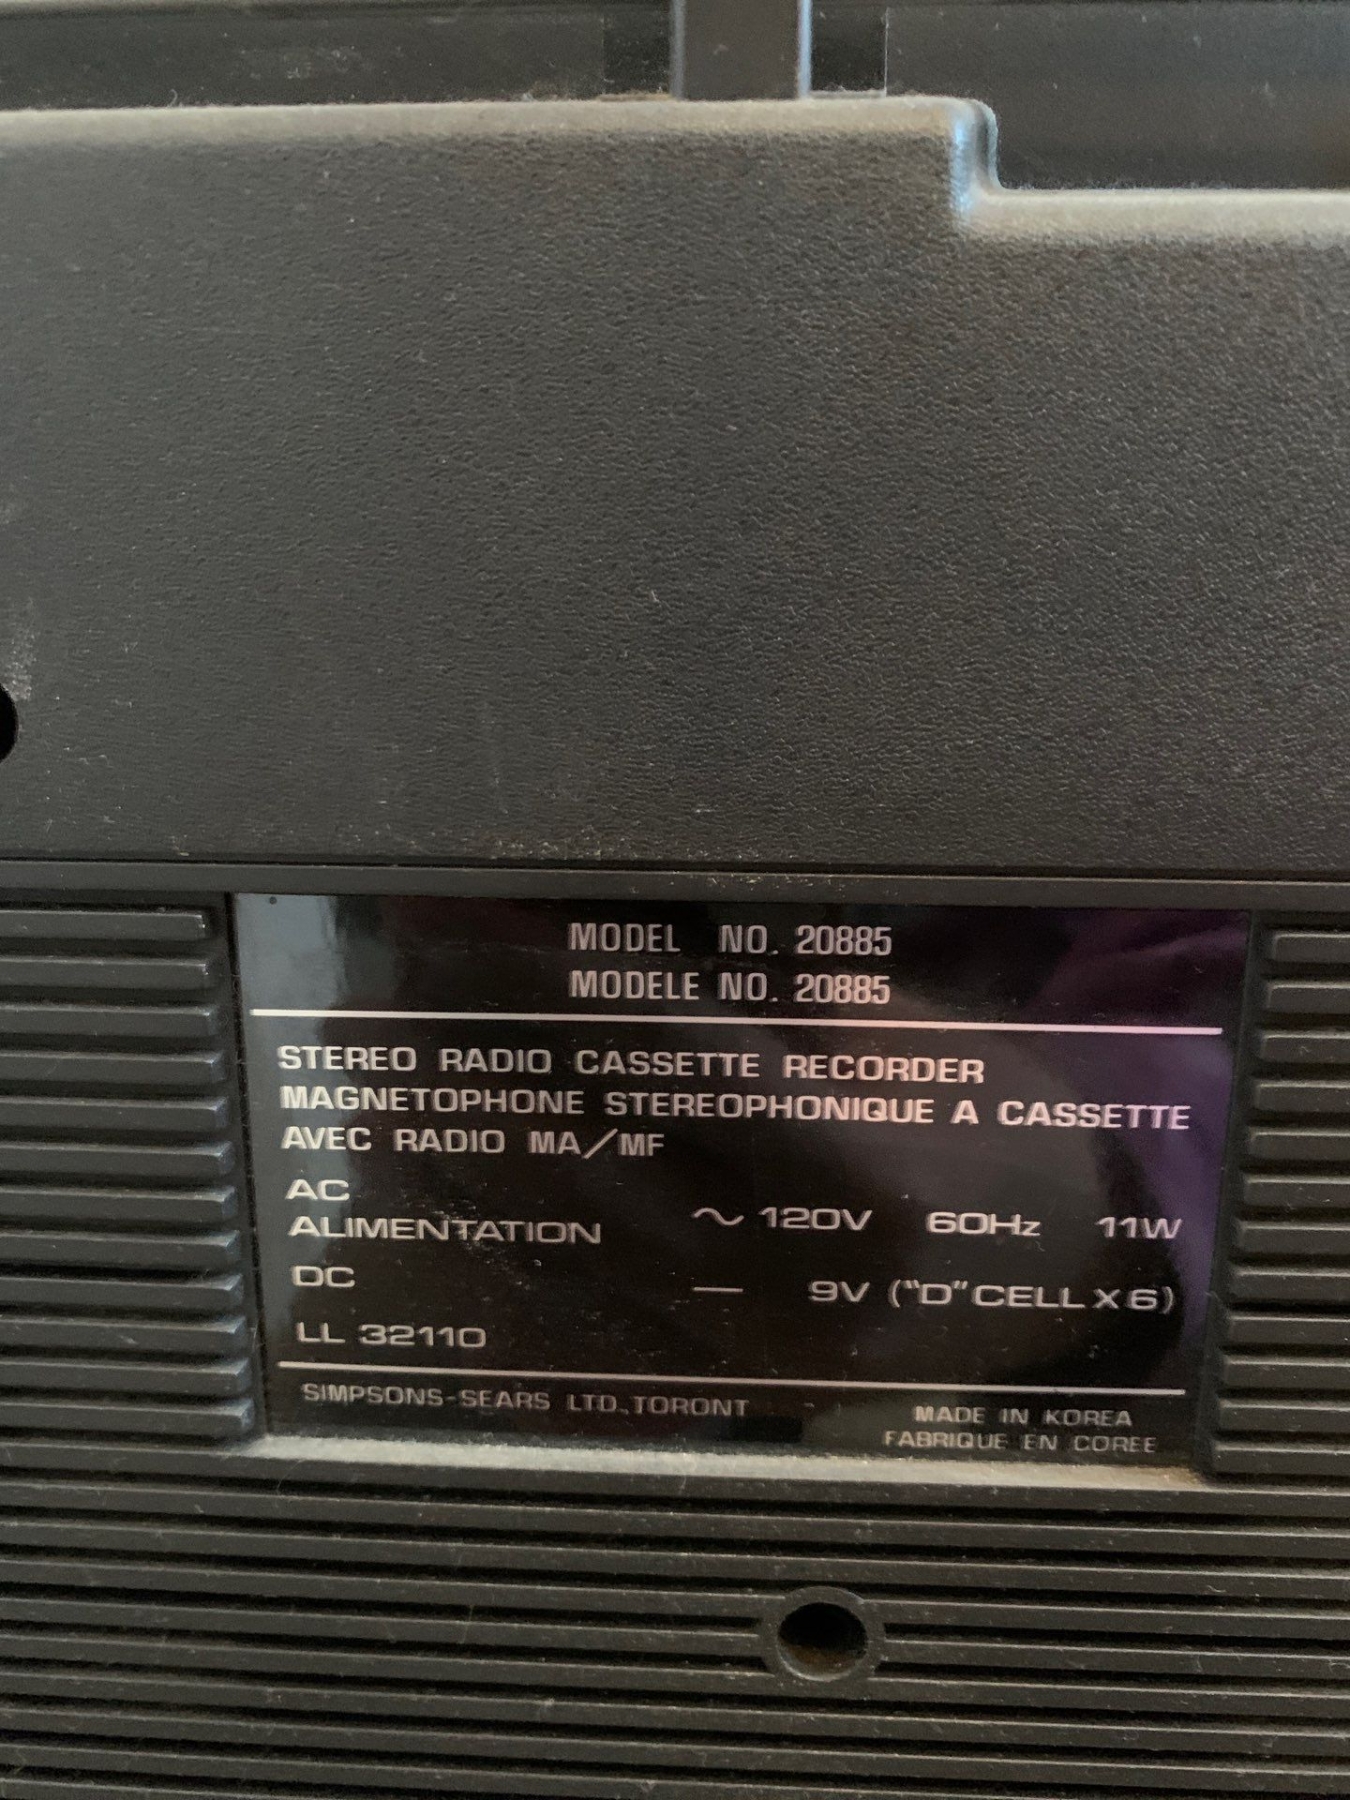 MODEL NO. 20885
MODELE NO. 20885
STEREO RADIO CASSETTE RECORDER
MAGNETOPHONE STEREOPHONIQUE A CASSETTE
AVEC RADIO MA/MF
AC
ALIMENTATION ~ 120V 60Hz 11W
DC — 9V ("D" CELL X 6)
LL 32110
SIMPSONS-SEARS LTD.,TORONT
MADE IN KOREA
FABRIQUE EN COREE